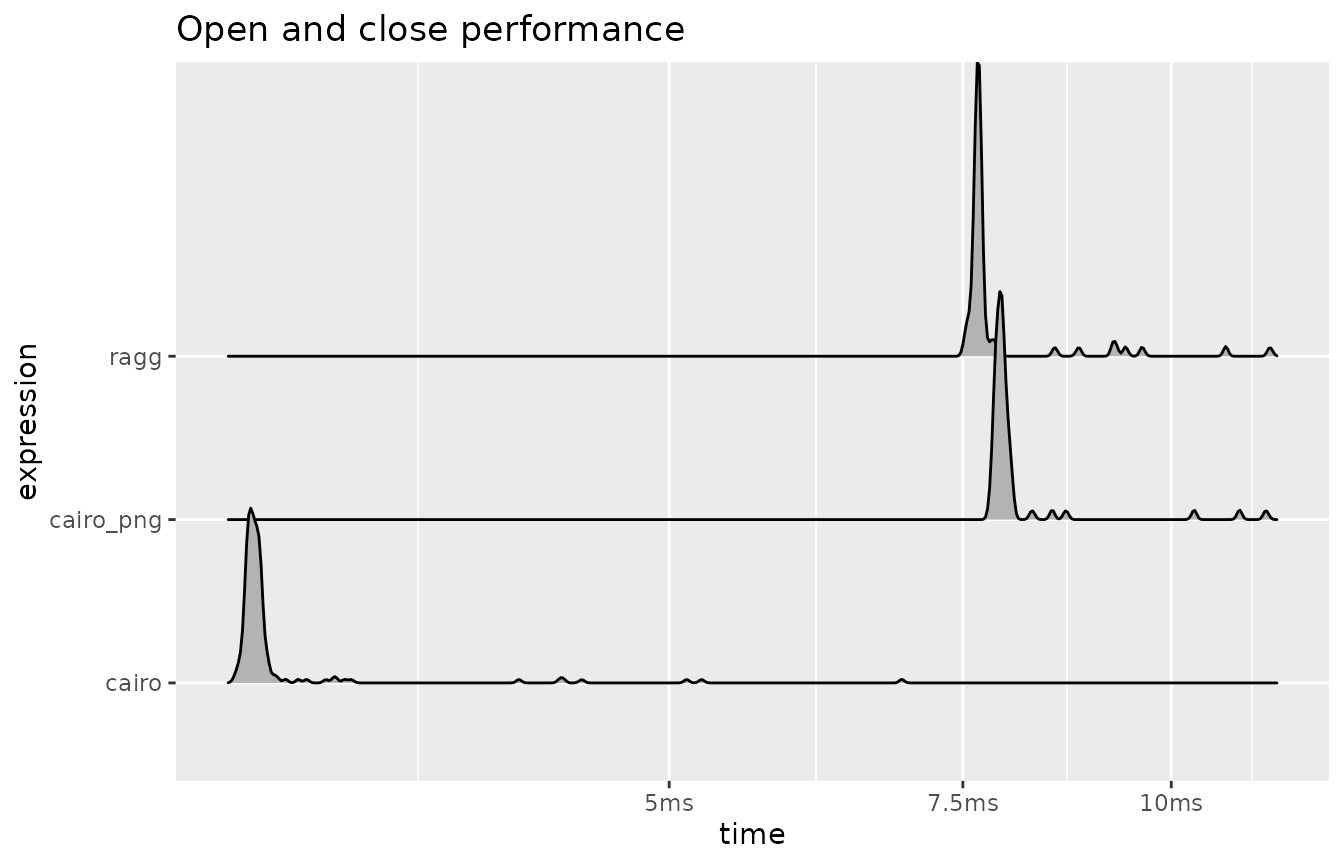 Open and close performance
expression
ragg
cairo_png
cairo
5ms
7.5ms
10ms
time